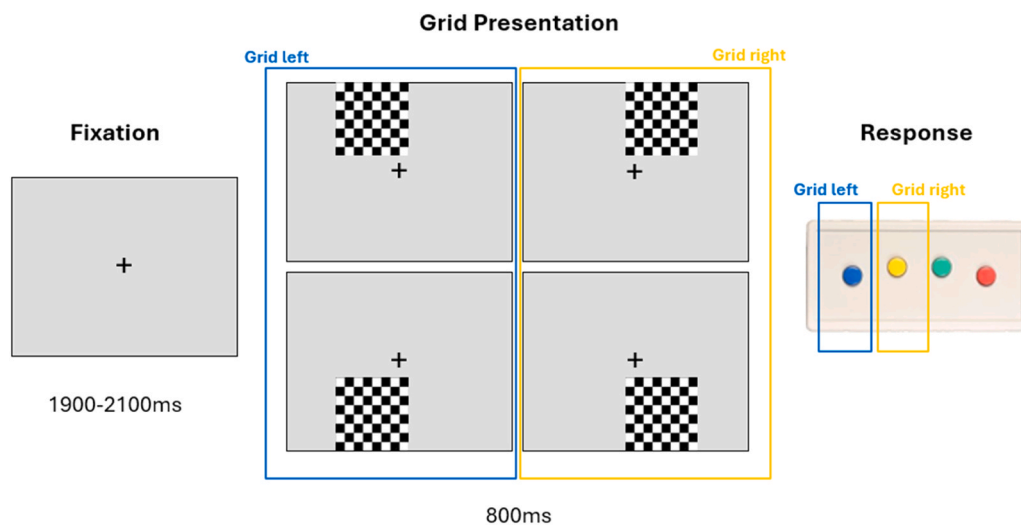 Grid Presentation
Grid left
Grid right
Fixation
Response
Grid left
Grid right
1900-2100ms
800ms